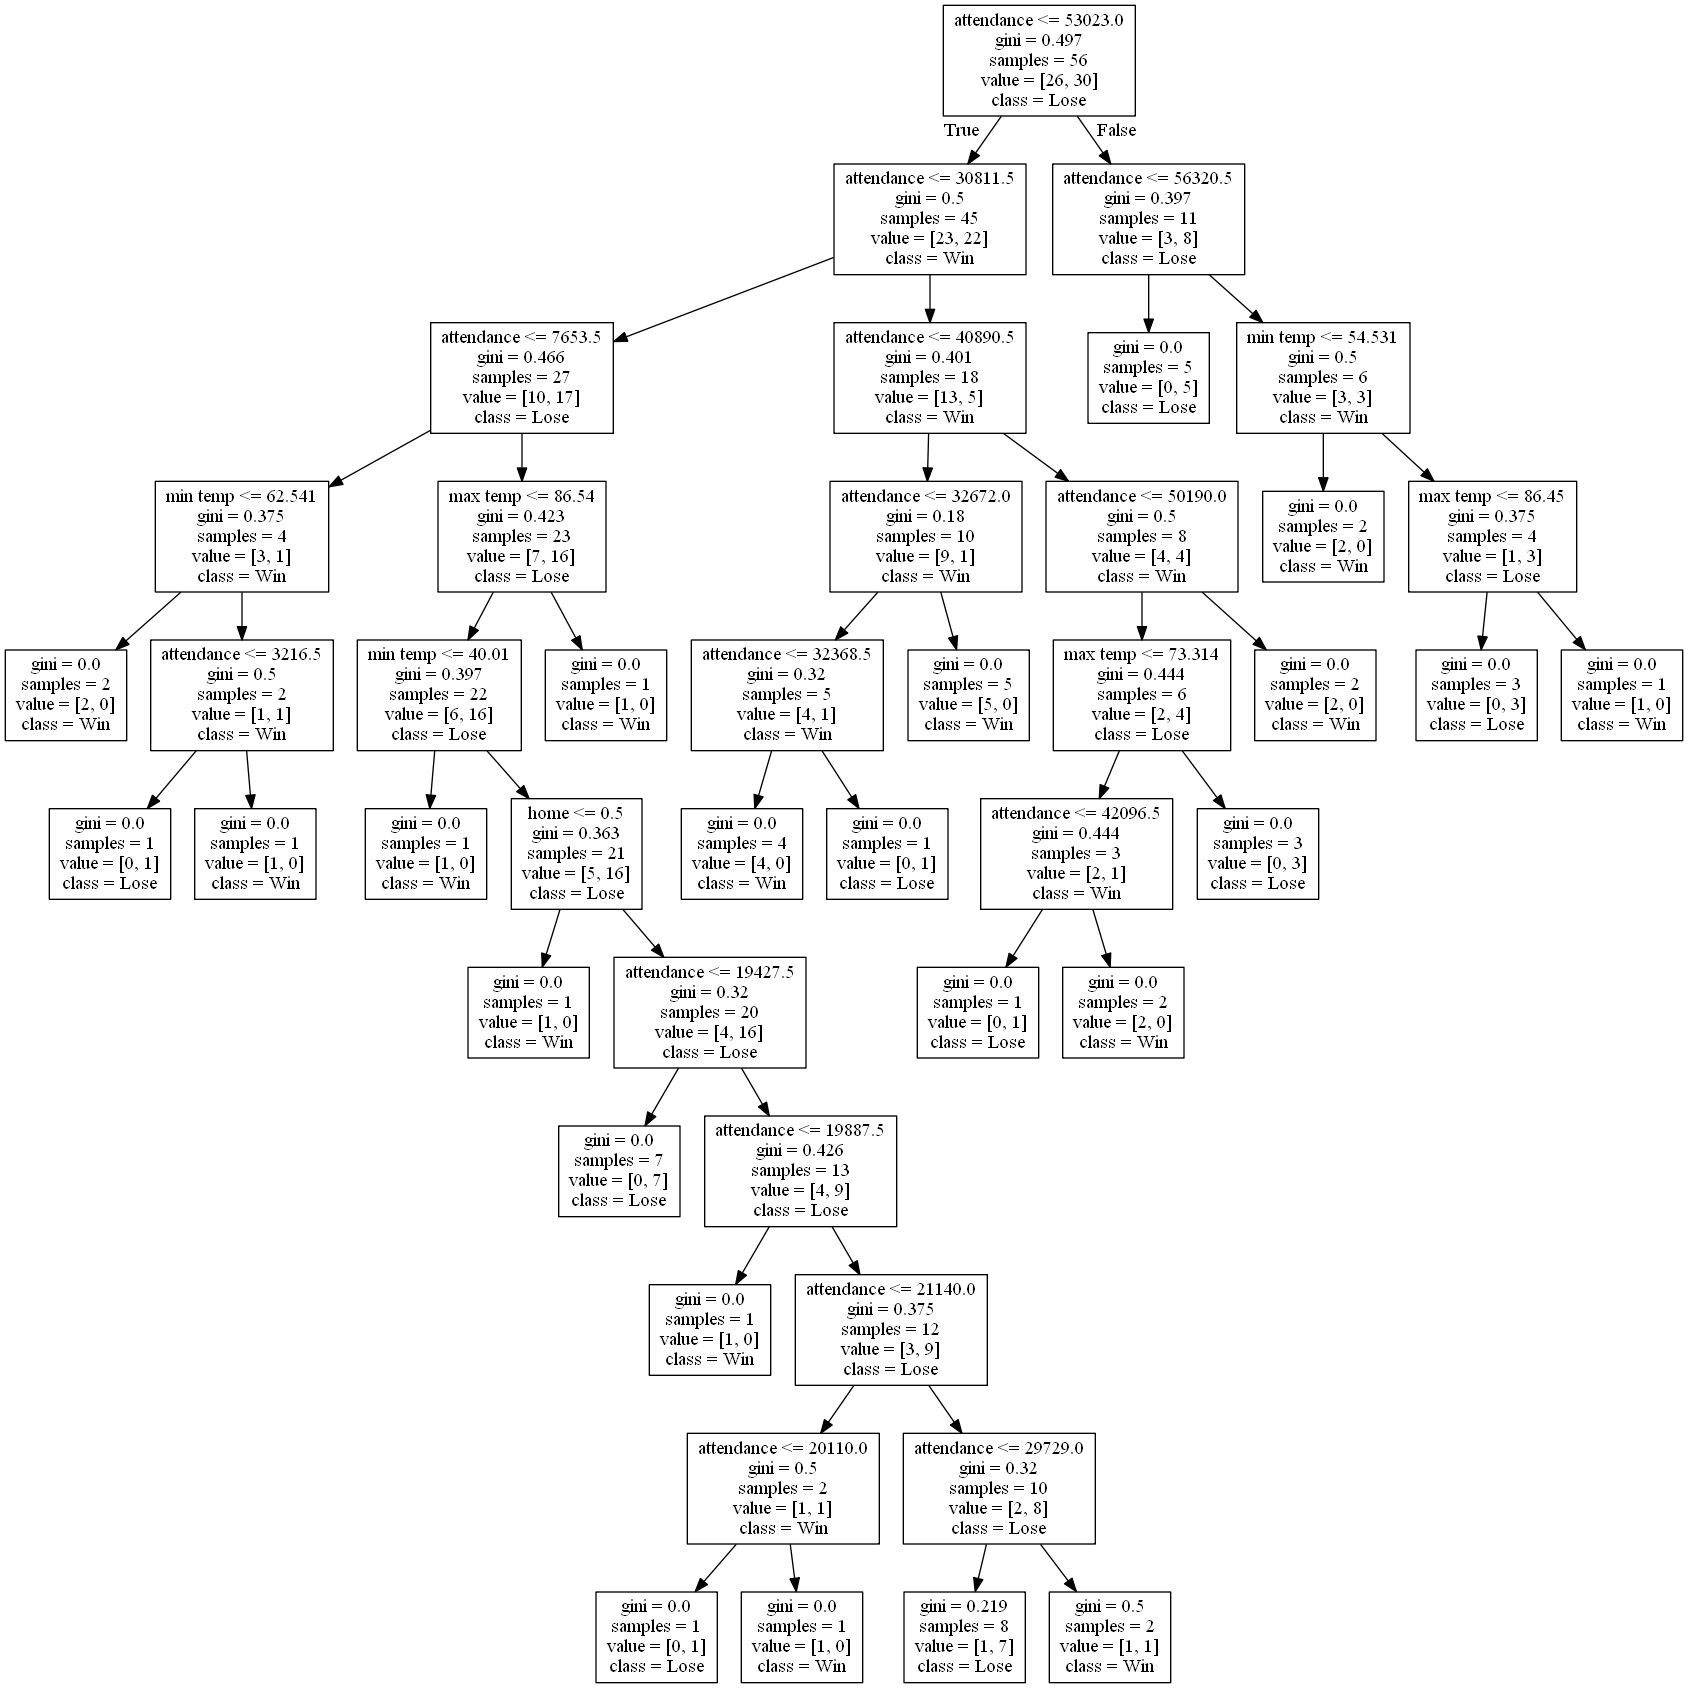 attendance <= 53023.0
gini = 0.497
samples = 56
value = [26, 30]
class = Lose
True
False
attendance <= 30811.5
gini = 0.5
samples = 45
value = [23, 22]
class = Win
attendance <= 56320.5
gini = 0.397
samples = 11
value = [3, 8]
class = Lose
attendance <= 7653.5
gini = 0.466
samples = 27
value = [10, 17]
class = Lose
attendance <= 40890.5
gini = 0.401
samples = 18
value = [13, 5]
class = Win
gini = 0.0
samples = 5
value = [0, 5]
class = Lose
min temp <= 54.531
gini = 0.5
samples = 6
value = [3, 3]
class = Win
min temp <= 62.541
gini = 0.375
samples = 4
value = [3, 1]
class = Win
max temp <= 86.54
gini = 0.423
samples = 23
value = [7, 16]
class = Lose
attendance <= 32672.0
gini = 0.18
samples = 10
value = [9, 1]
class = Win
attendance <= 50190.0
gini = 0.5
samples = 8
value = [4, 4]
class = Win
gini = 0.0
samples = 2
value = [2, 0]
class = Win
max temp <= 86.45
gini = 0.375
samples = 4
value = [1, 3]
class = Lose
gini = 0.0
samples = 2
value = [2, 0]
class = Win
attendance <= 3216.5
gini = 0.5
samples = 2
value = [1, 1]
class = Win
min temp <= 40.01
gini = 0.397
samples = 22
value = [6, 16]
class = Lose
gini = 0.0
samples = 1
value = [1, 0]
class = Win
attendance <= 32368.5
gini = 0.32
samples = 5
value = [4, 1]
class = Win
gini = 0.0
samples = 5
value = [5, 0]
class = Win
max temp <= 73.314
gini = 0.444
samples = 6
value = [2, 4]
class = Lose
gini = 0.0
samples = 2
value = [2, 0]
class = Win
gini = 0.0
samples = 3
value = [0, 3]
class = Lose
gini = 0.0
samples = 1
value = [1, 0]
class = Win
gini = 0.0
samples = 1
value = [0, 1]
class = Lose
gini = 0.0
samples = 1
value = [1, 0]
class = Win
gini = 0.0
samples = 1
value = [1, 0]
class = Win
home <= 0.5
gini = 0.363
samples = 21
value = [5, 16]
class = Lose
gini = 0.0
samples = 4
value = [4, 0]
class = Win
gini = 0.0
samples = 1
value = [0, 1]
class = Lose
attendance <= 42096.5
gini = 0.444
samples = 3
value = [2, 1]
class = Win
gini = 0.0
samples = 3
value = [0, 3]
class = Lose
gini = 0.0
samples = 1
value = [1, 0]
class = Win
attendance <= 19427.5
gini = 0.32
samples = 20
value = [4, 16]
class = Lose
gini = 0.0
samples = 1
value = [0, 1]
class = Lose
gini = 0.0
samples = 2
value = [2, 0]
class = Win
gini = 0.0
samples = 7
value = [0, 7]
class = Lose
attendance <= 19887.5
gini = 0.426
samples = 13
value = [4, 9]
class = Lose
gini = 0.0
samples = 1
value = [1, 0]
class = Win
attendance <= 21140.0
gini = 0.375
samples = 12
value = [3, 9]
class = Lose
attendance <= 20110.0
gini = 0.5
samples = 2
value = [1, 1]
class = Win
attendance <= 29729.0
gini = 0.32
samples = 10
value = [2, 8]
class = Lose
gini = 0.0
samples = 1
value = [0, 1]
class = Lose
gini = 0.0
samples = 1
value = [1, 0]
class = Win
gini = 0.219
samples = 8
value = [1, 7]
class = Lose
gini = 0.5
samples = 2
value = [1, 1]
class = Win